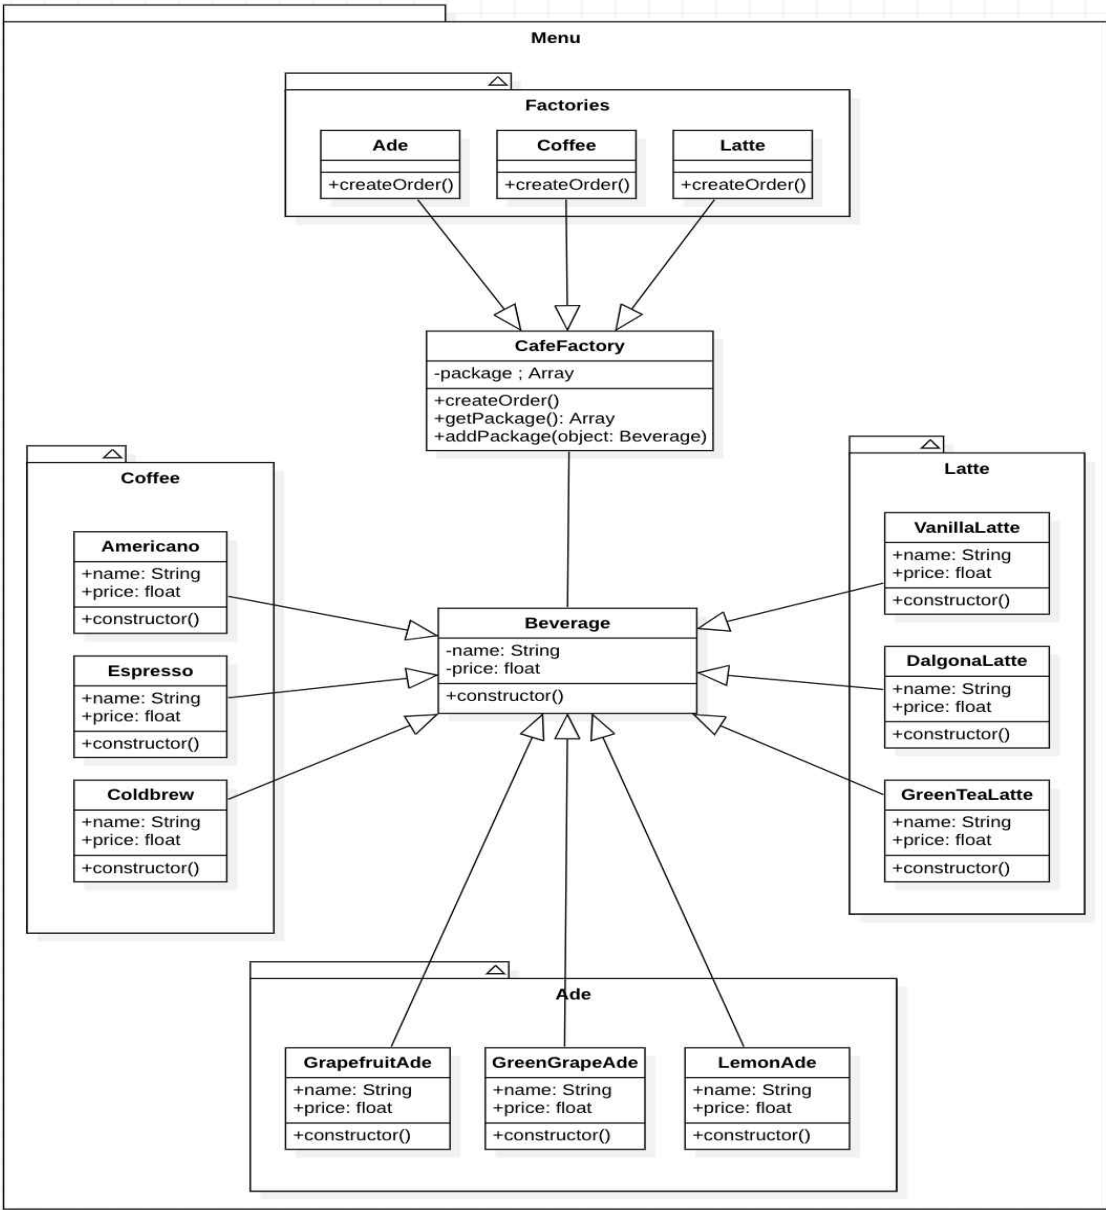 Menu
Factories
Ade
+createOrder()
Coffee
+createOrder()
Latte
+createOrder()
CafeFactory
-package ; Array
+createOrder()
+getPackage(): Array
+addPackage(object: Beverage)
Coffee
Americano
+name: String
+price: float
+constructor()
Espresso
+name: String
+price: float
+constructor()
Coldbrew
+name: String
+price: float
+constructor()
Beverage
-name: String
-price: float
+constructor()
Latte
VanillaLatte
+name: String
+price: float
+constructor()
DalgonaLatte
+name: String
+price: float
+constructor()
GreenTeaLatte
+name: String
+price: float
+constructor()
Ade
GrapefruitAde
+name: String
+price: float
+constructor()
GreenGrapeAde
+name: String
+price: float
+constructor()
LemonAde
+name: String
+price: float
+constructor()